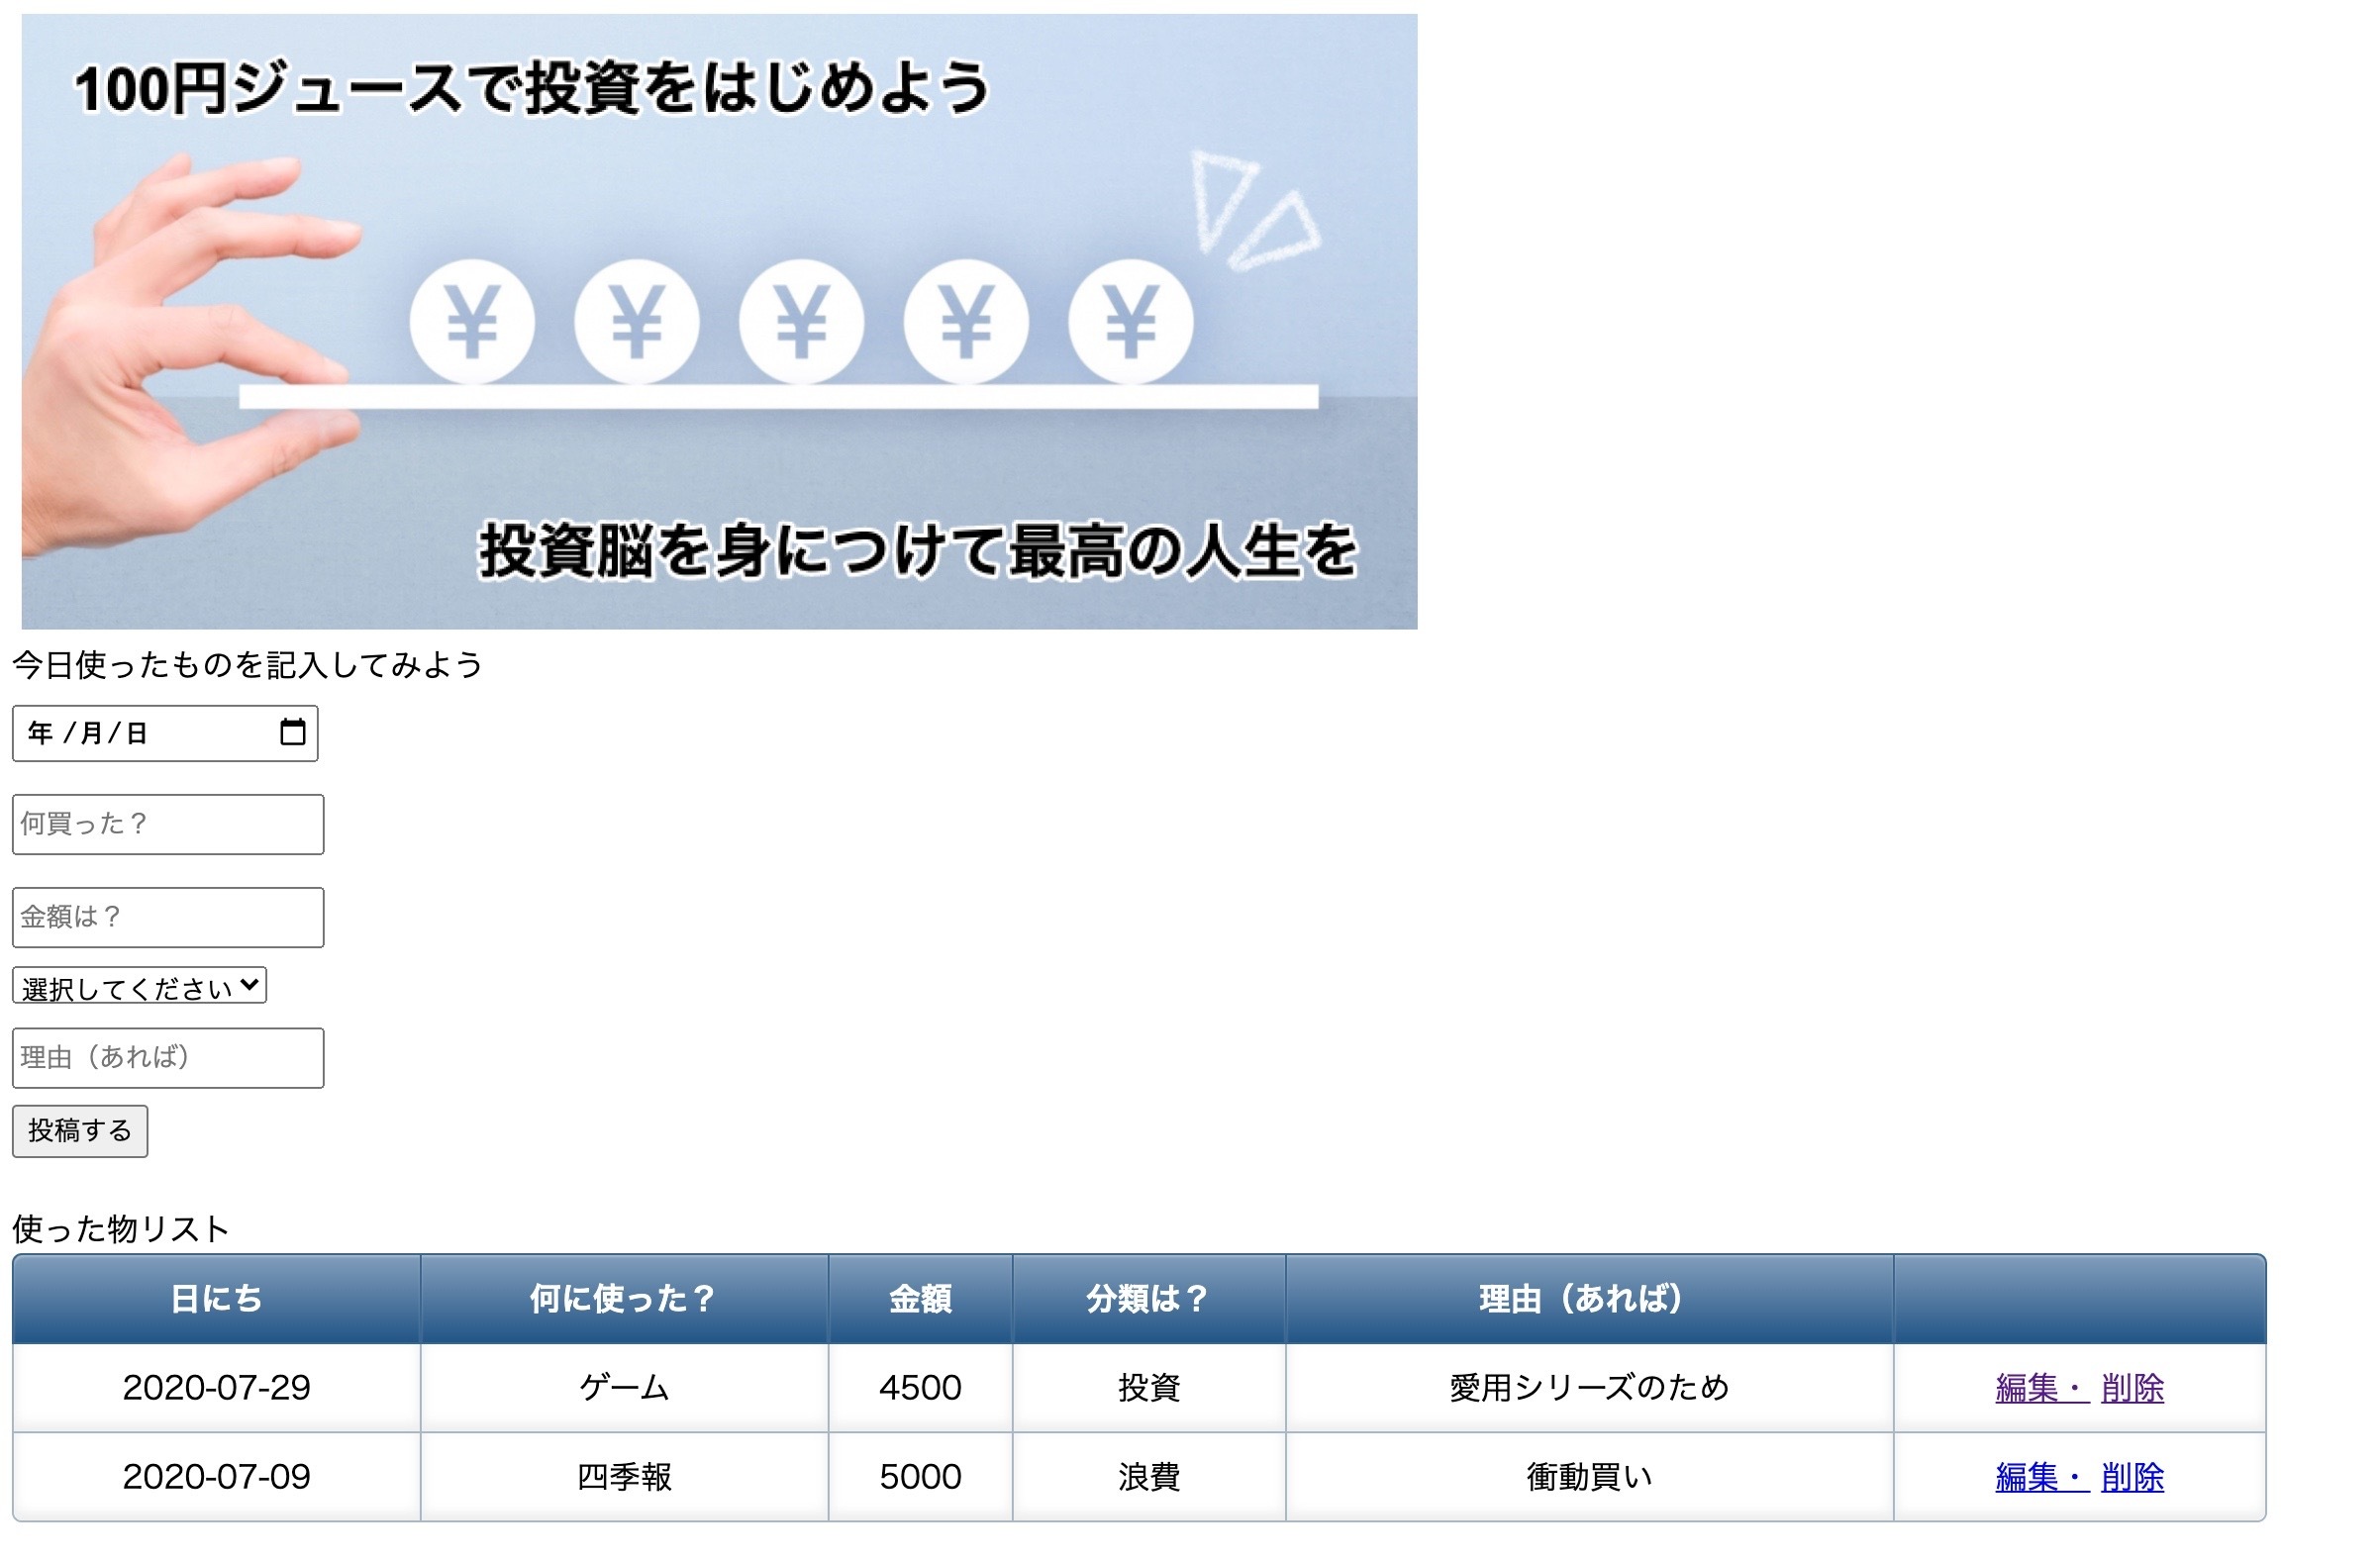 100円ジュースで投資をはじめよう
¥ ¥ ¥ ¥ ¥
投資脳を身につけて最高の人生を
今日使ったものを記入してみよう
年 /月/日
何買った？
金額は？
選択してください
理由（あれば）
投稿する
使った物リスト
日にち 何に使った？ 金額 分類は？ 理由（あれば）
2020-07-29 ゲーム 4500 投資 愛用シリーズのため 編集・ 削除
2020-07-09 四季報 5000 浪費 衝動買い 編集・ 削除